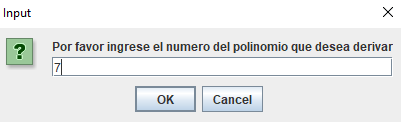 Input
Por favor ingrese el numero del polinomio que desea derivar
7
OK Cancel